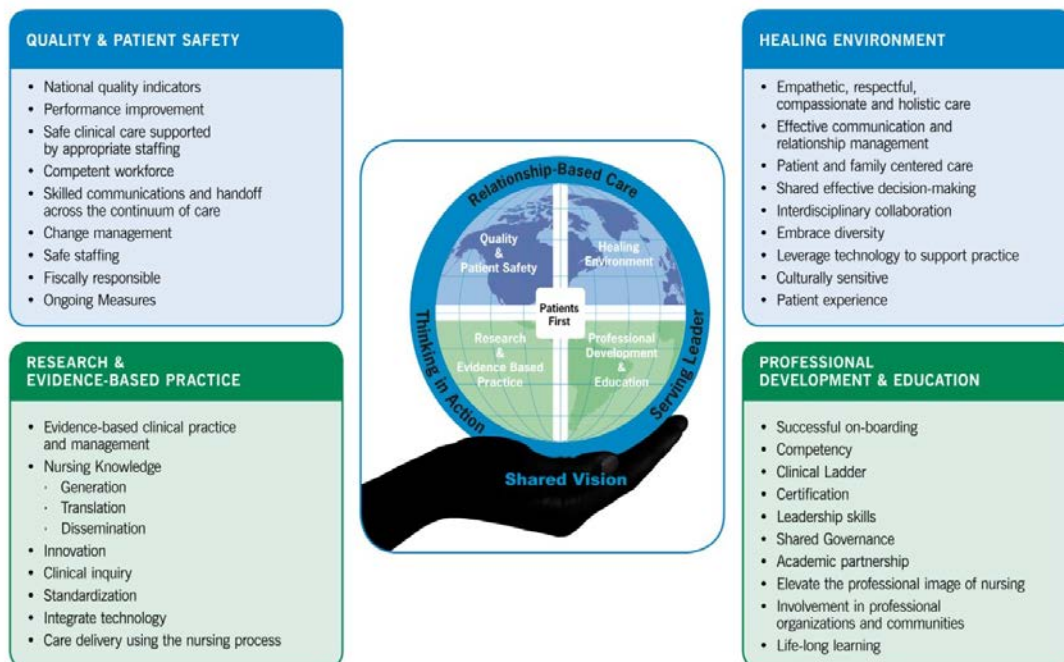 QUALITY & PATIENT SAFETY
• National quality indicators
• Performance improvement
• Safe clinical care supported
by appropriate staffing
• Competent workforce
• Skilled communications and handoff
across the continuum of care
• Change management
• Safe staffing
• Fiscally responsible
• Ongoing Measures
HEALING ENVIRONMENT
• Empathetic, respectful,
compassionate and holistic care
• Effective communication and
relationship management
• Patient and family centered care
• Shared effective decision-making
• Interdisciplinary collaboration
• Embrace diversity
• Leverage technology to support practice
• Culturally sensitive
• Patient experience
Relationship-Based Care
Thinking in Action
Serving Leader
Quality
&
Patient Safety
Healing
Environment
Patients
First
Research
&
Evidence Based
Practice
Professional
Development
&
Education
Shared Vision
RESEARCH &
EVIDENCE-BASED PRACTICE
• Evidence-based clinical practice
and management
• Nursing Knowledge
· Generation
· Translation
· Dissemination
• Innovation
• Clinical inquiry
• Standardization
• Integrate technology
• Care delivery using the nursing process
PROFESSIONAL
DEVELOPMENT & EDUCATION
• Successful on-boarding
• Competency
• Clinical Ladder
• Certification
• Leadership skills
• Shared Governance
• Academic partnership
• Elevate the professional image of nursing
• Involvement in professional
organizations and communities
• Life-long learning